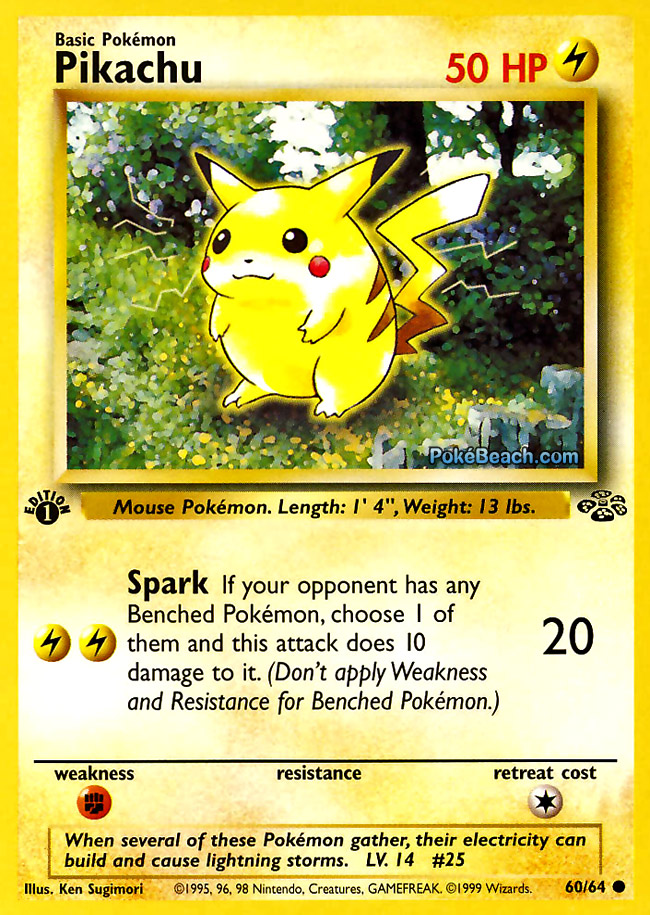 Basic Pokémon
Pikachu
50 HP
PokéBeach.com
EDITION 1
Mouse Pokémon. Length: 1' 4", Weight: 13 lbs.
Spark If your opponent has any
Benched Pokémon, choose 1 of
them and this attack does 10
damage to it. (Don't apply Weakness
and Resistance for Benched Pokémon.)
20
weakness resistance retreat cost
When several of these Pokémon gather, their electricity can
build and cause lightning storms. LV. 14 #25
Illus. Ken Sugimori ©1995, 96, 98 Nintendo, Creatures, GAMEFREAK. ©1999 Wizards. 60/64